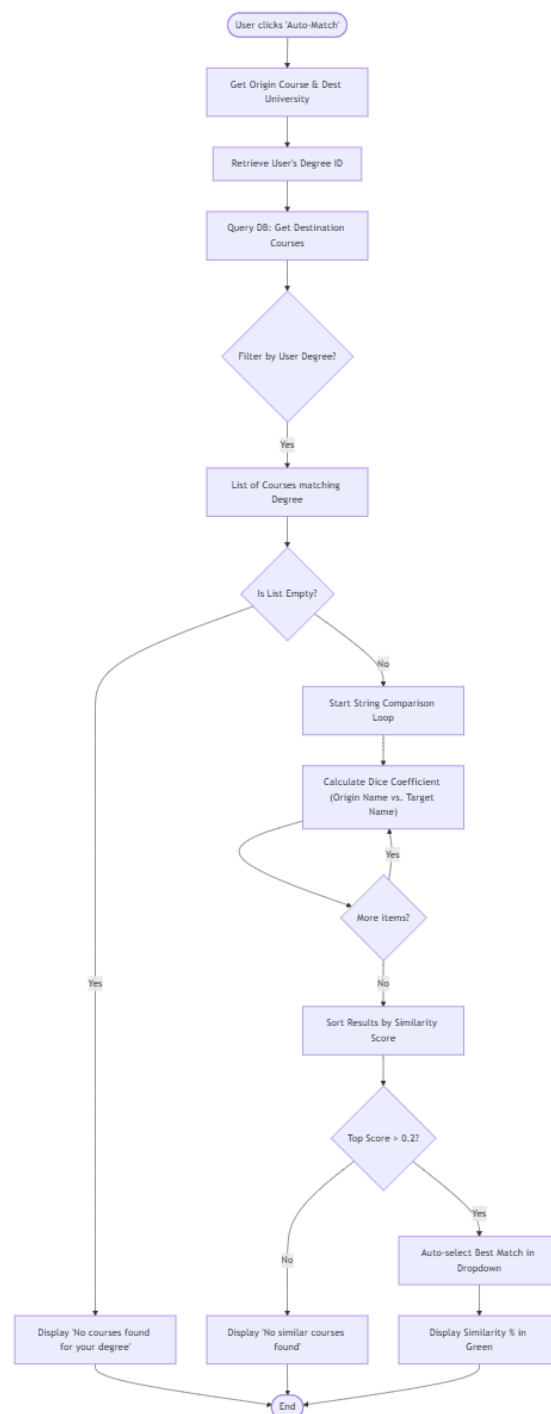 User clicks 'Auto-Match'
Get Origin Course & Dest
University
Retrieve User's Degree ID
Query DB: Get Destination
Courses
Filter by User Degree?
Yes
List of Courses matching
Degree
Is List Empty?
No
Start String Comparison
Loop
Calculate Dice Coefficient
(Origin Name vs. Target
Name)
Yes
More items?
Yes
No
Sort Results by Similarity
Score
Top Score > 0.2?
Yes
Auto-select Best Match in
Dropdown
No
Display 'No courses found
for your degree'
Display 'No similar courses
found'
Display Similarity % in
Green
End